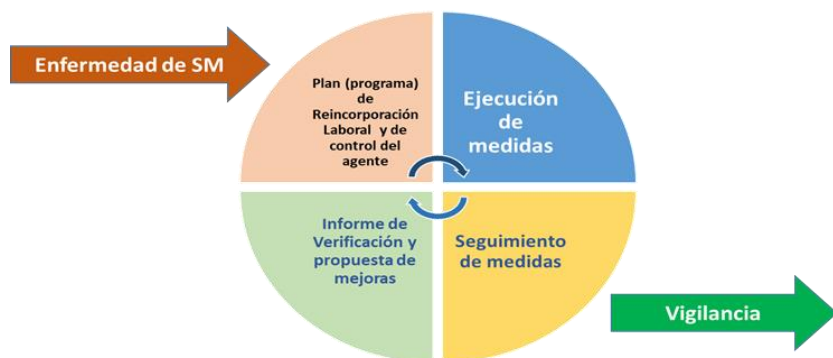 Enfermedad de SM
Plan (programa)
de
Reincorporación
Laboral y de
control del
agente
Ejecución
de
medidas
Informe de
Verificación y
propuesta de
mejoras
Seguimiento
de medidas
Vigilancia